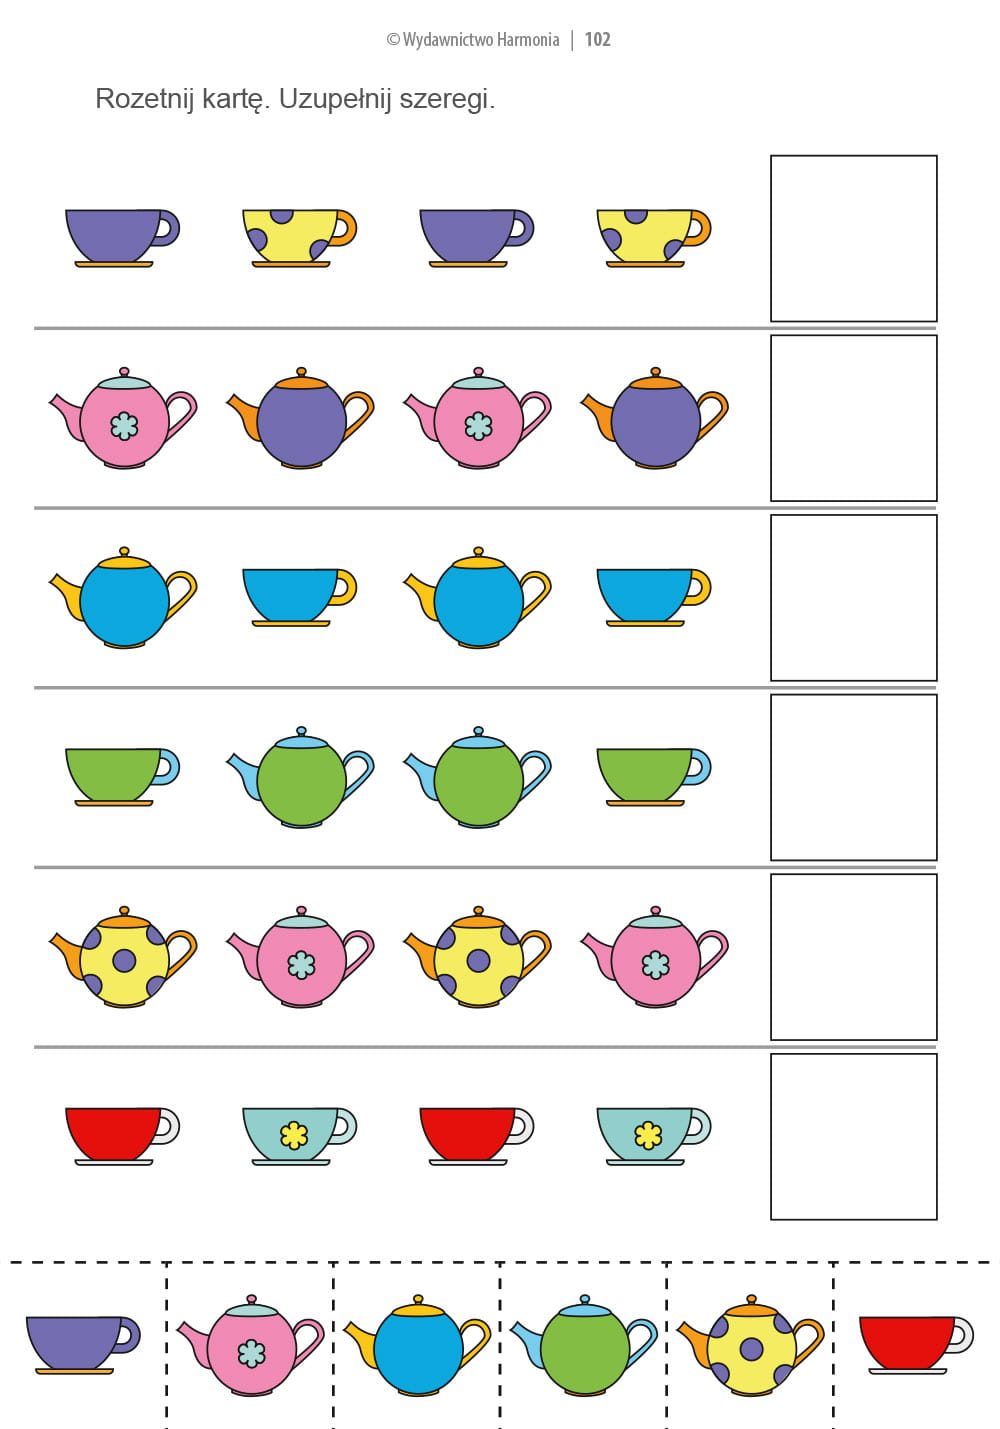 © Wydawnictwo Harmonia | 102
Rozetnij kartę. Uzupełnij szeregi.